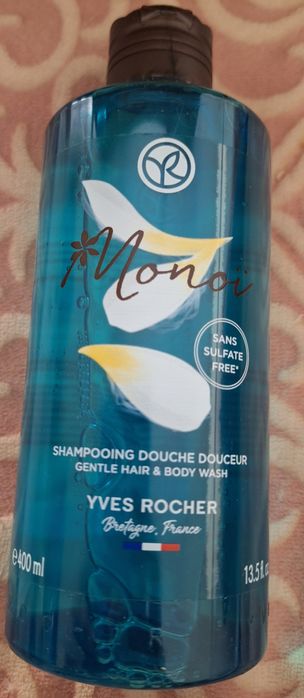 YR
Monoï
SANS
SULFATE
FREE*
SHAMPOOING DOUCHE DOUCEUR
GENTLE HAIR & BODY WASH
YVES ROCHER
Bretagne, France
℮400 ml
13.5 fl